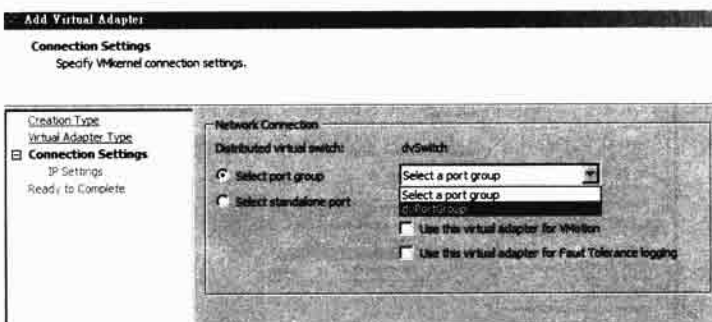 Add Virtual Adapter
Connection Settings
Specify VMkernel connection settings.
Creation Type
Virtual Adapter Type
Connection Settings
IP Settings
Ready to Complete
Network Connection
Distributed virtual switch: dvSwitch
Select port group Select a port group
Select a port group
Select standalone port dvPortGroup
Use this virtual adapter for VMotion
Use this virtual adapter for Fault Tolerance logging